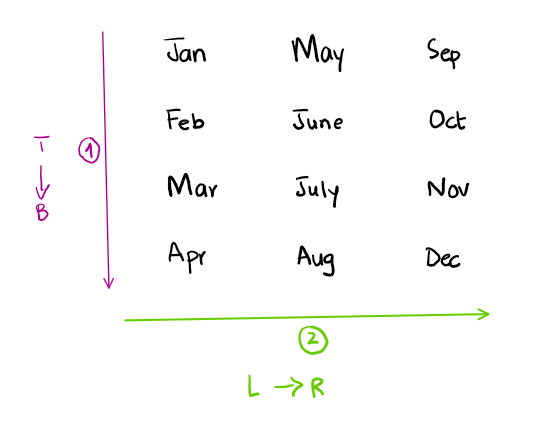 Jan
Feb
Mar
Apr
May
June
July
Aug
Sep
Oct
Nov
Dec
T
B
1
2
L → R